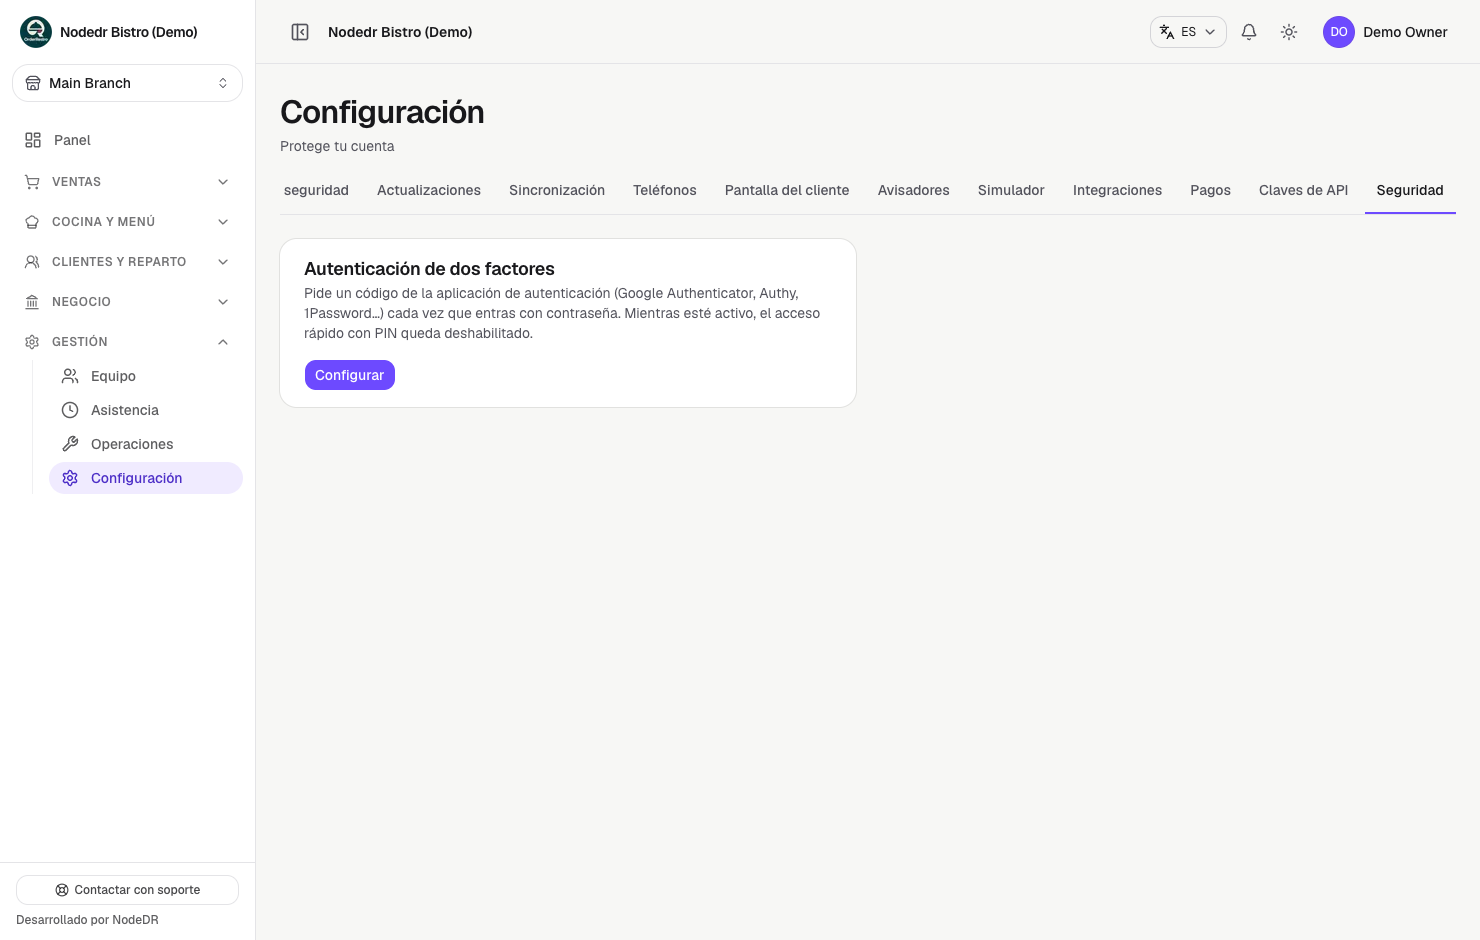 Nodedr Bistro (Demo)
Main Branch
Panel
VENTAS
COCINA Y MENÚ
CLIENTES Y REPARTO
NEGOCIO
GESTIÓN
Equipo
Asistencia
Operaciones
Configuración
Contactar con soporte
Desarrollado por NodeDR
Nodedr Bistro (Demo)
ES
DO
Demo Owner
Configuración
Protege tu cuenta
seguridad
Actualizaciones
Sincronización
Teléfonos
Pantalla del cliente
Avisadores
Simulador
Integraciones
Pagos
Claves de API
Seguridad
Autenticación de dos factores
Pide un código de la aplicación de autenticación (Google Authenticator, Authy,
1Password…) cada vez que entras con contraseña. Mientras esté activo, el acceso
rápido con PIN queda deshabilitado.
Configurar